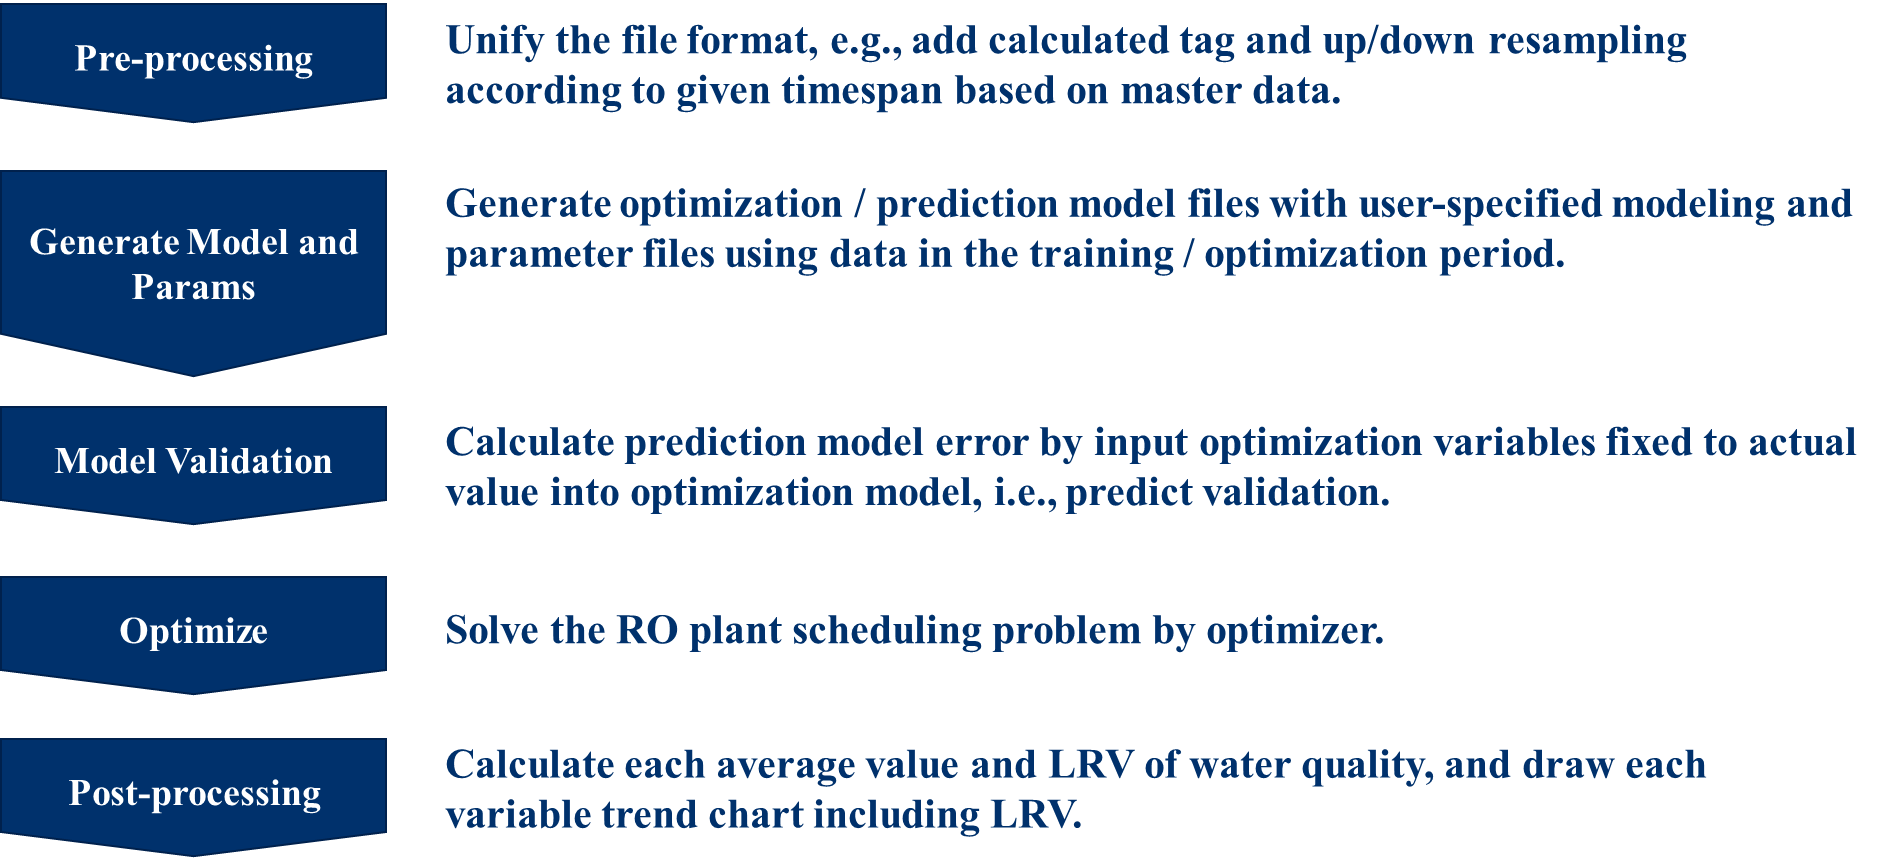 Pre-processing
Unify the file format, e.g., add calculated tag and up/down resampling
according to given timespan based on master data.
Generate Model and
Params
Generate optimization / prediction model files with user-specified modeling and
parameter files using data in the training / optimization period.
Model Validation
Calculate prediction model error by input optimization variables fixed to actual
value into optimization model, i.e., predict validation.
Optimize
Solve the RO plant scheduling problem by optimizer.
Post-processing
Calculate each average value and LRV of water quality, and draw each
variable trend chart including LRV.